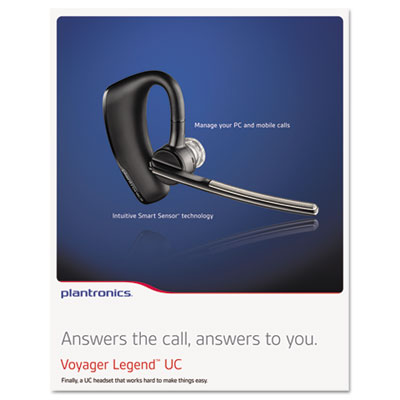 Manage your PC and mobile calls
Intuitive Smart Sensor™ technology
plantronics.
Answers the call, answers to you.
Voyager Legend™ UC
Finally, a UC headset that works hard to make things easy.